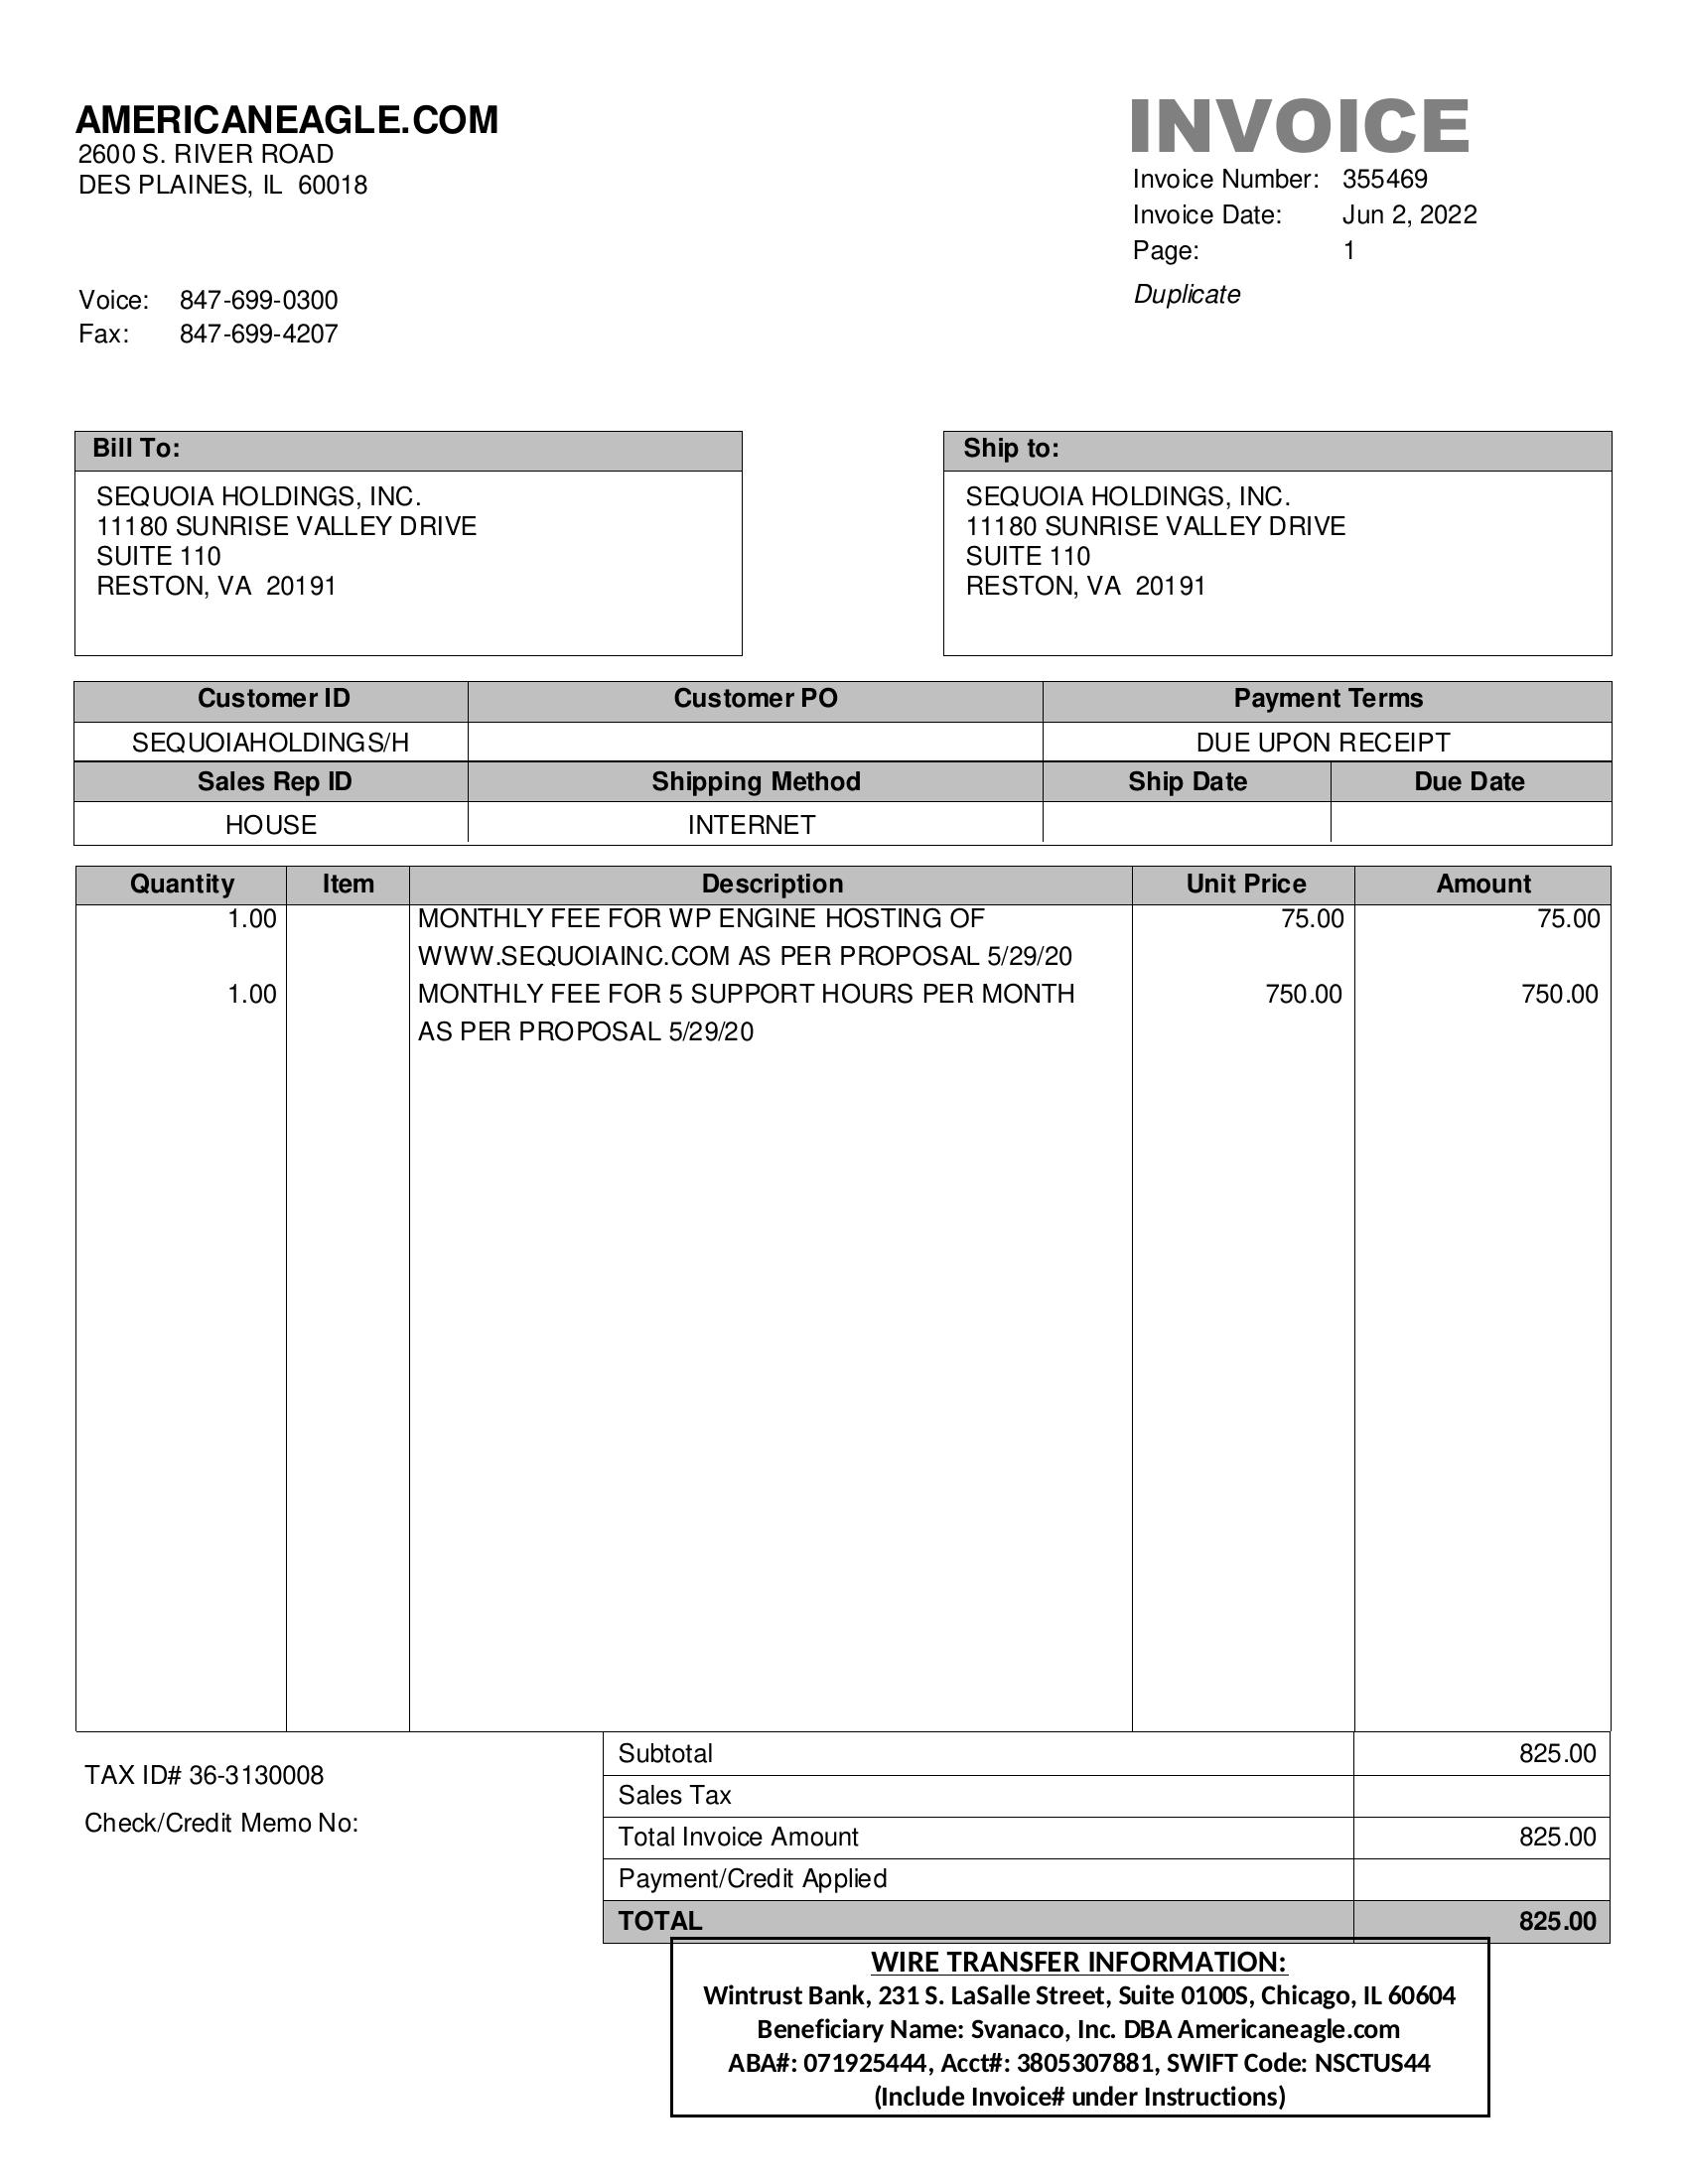 AMERICANEAGLE.COM
2600 S. RIVER ROAD
DES PLAINES, IL  60018
Voice: 847-699-0300
Fax: 847-699-4207
INVOICE
Invoice Number: 355469
Invoice Date: Jun 2, 2022
Page: 1
Duplicate
Bill To:
SEQUOIA HOLDINGS, INC.
11180 SUNRISE VALLEY DRIVE
SUITE 110
RESTON, VA  20191
Ship to:
SEQUOIA HOLDINGS, INC.
11180 SUNRISE VALLEY DRIVE
SUITE 110
RESTON, VA  20191
Customer ID Customer PO Payment Terms
SEQUOIAHOLDINGS/H DUE UPON RECEIPT
Sales Rep ID Shipping Method Ship Date Due Date
HOUSE INTERNET
Quantity Item Description Unit Price Amount
1.00 MONTHLY FEE FOR WP ENGINE HOSTING OF 75.00 75.00
WWW.SEQUOIAINC.COM AS PER PROPOSAL 5/29/20
1.00 MONTHLY FEE FOR 5 SUPPORT HOURS PER MONTH 750.00 750.00
AS PER PROPOSAL 5/29/20
TAX ID# 36-3130008
Check/Credit Memo No:
Subtotal 825.00
Sales Tax
Total Invoice Amount 825.00
Payment/Credit Applied
TOTAL 825.00
WIRE TRANSFER INFORMATION:
Wintrust Bank, 231 S. LaSalle Street, Suite 0100S, Chicago, IL 60604
Beneficiary Name: Svanaco, Inc. DBA Americaneagle.com
ABA#: 071925444, Acct#: 3805307881, SWIFT Code: NSCTUS44
(Include Invoice# under Instructions)